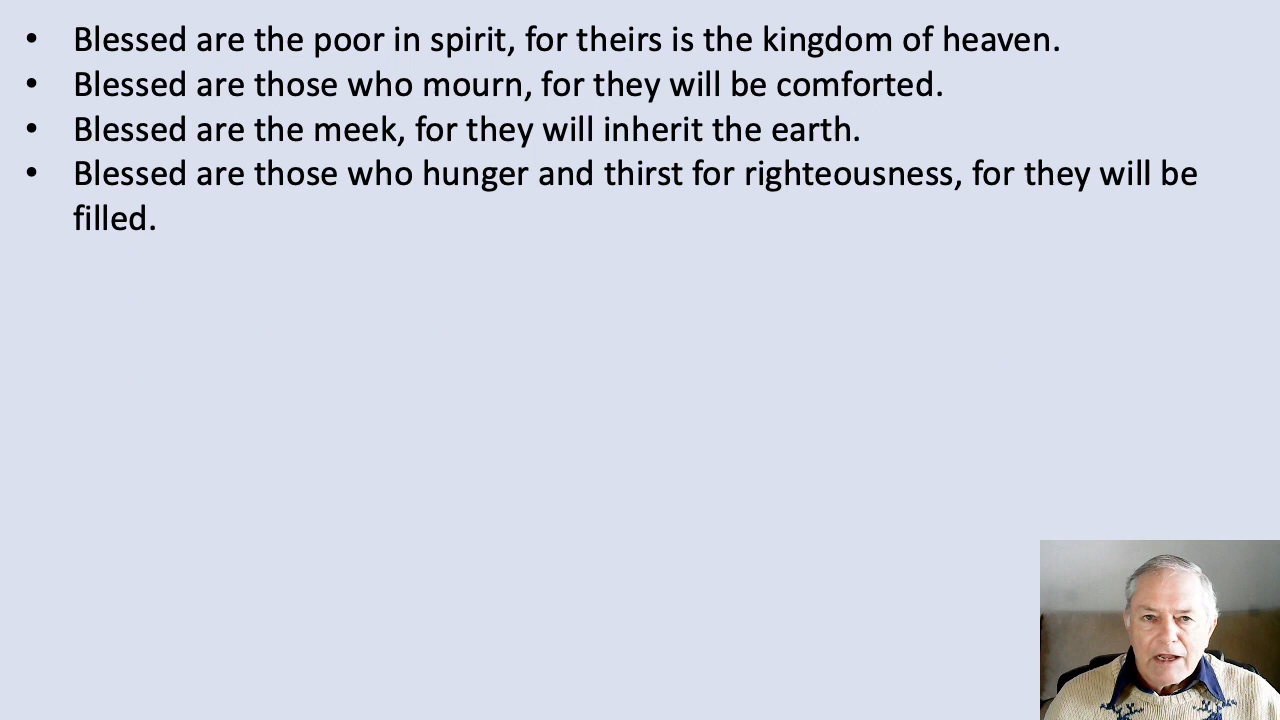 • Blessed are the poor in spirit, for theirs is the kingdom of heaven.
• Blessed are those who mourn, for they will be comforted.
• Blessed are the meek, for they will inherit the earth.
• Blessed are those who hunger and thirst for righteousness, for they will be
filled.